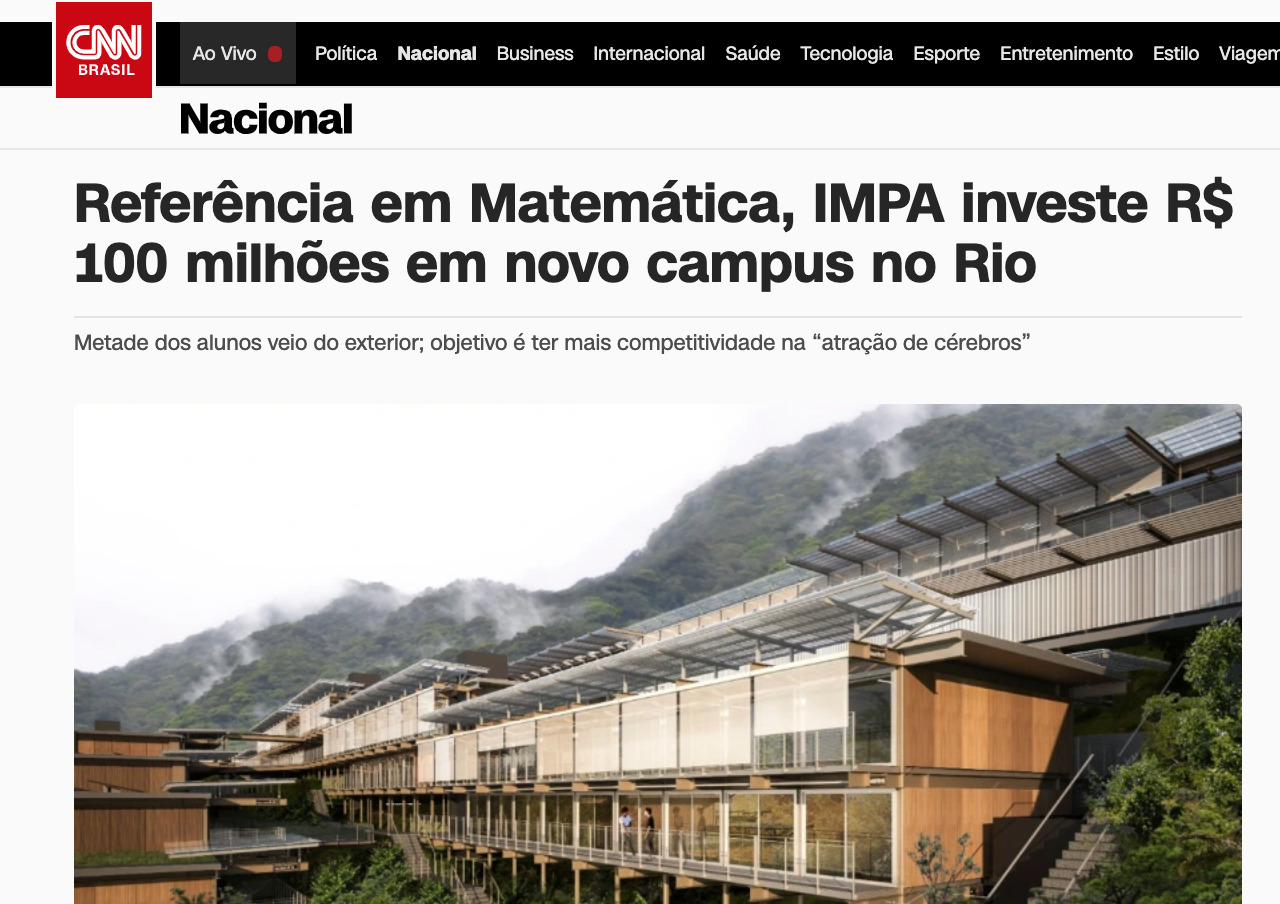 CNN
BRASIL
Ao Vivo Política Nacional Business Internacional Saúde Tecnologia Esporte Entretenimento Estilo Viagem
Nacional
Referência em Matemática, IMPA investe R$
100 milhões em novo campus no Rio
Metade dos alunos veio do exterior; objetivo é ter mais competitividade na “atração de cérebros”